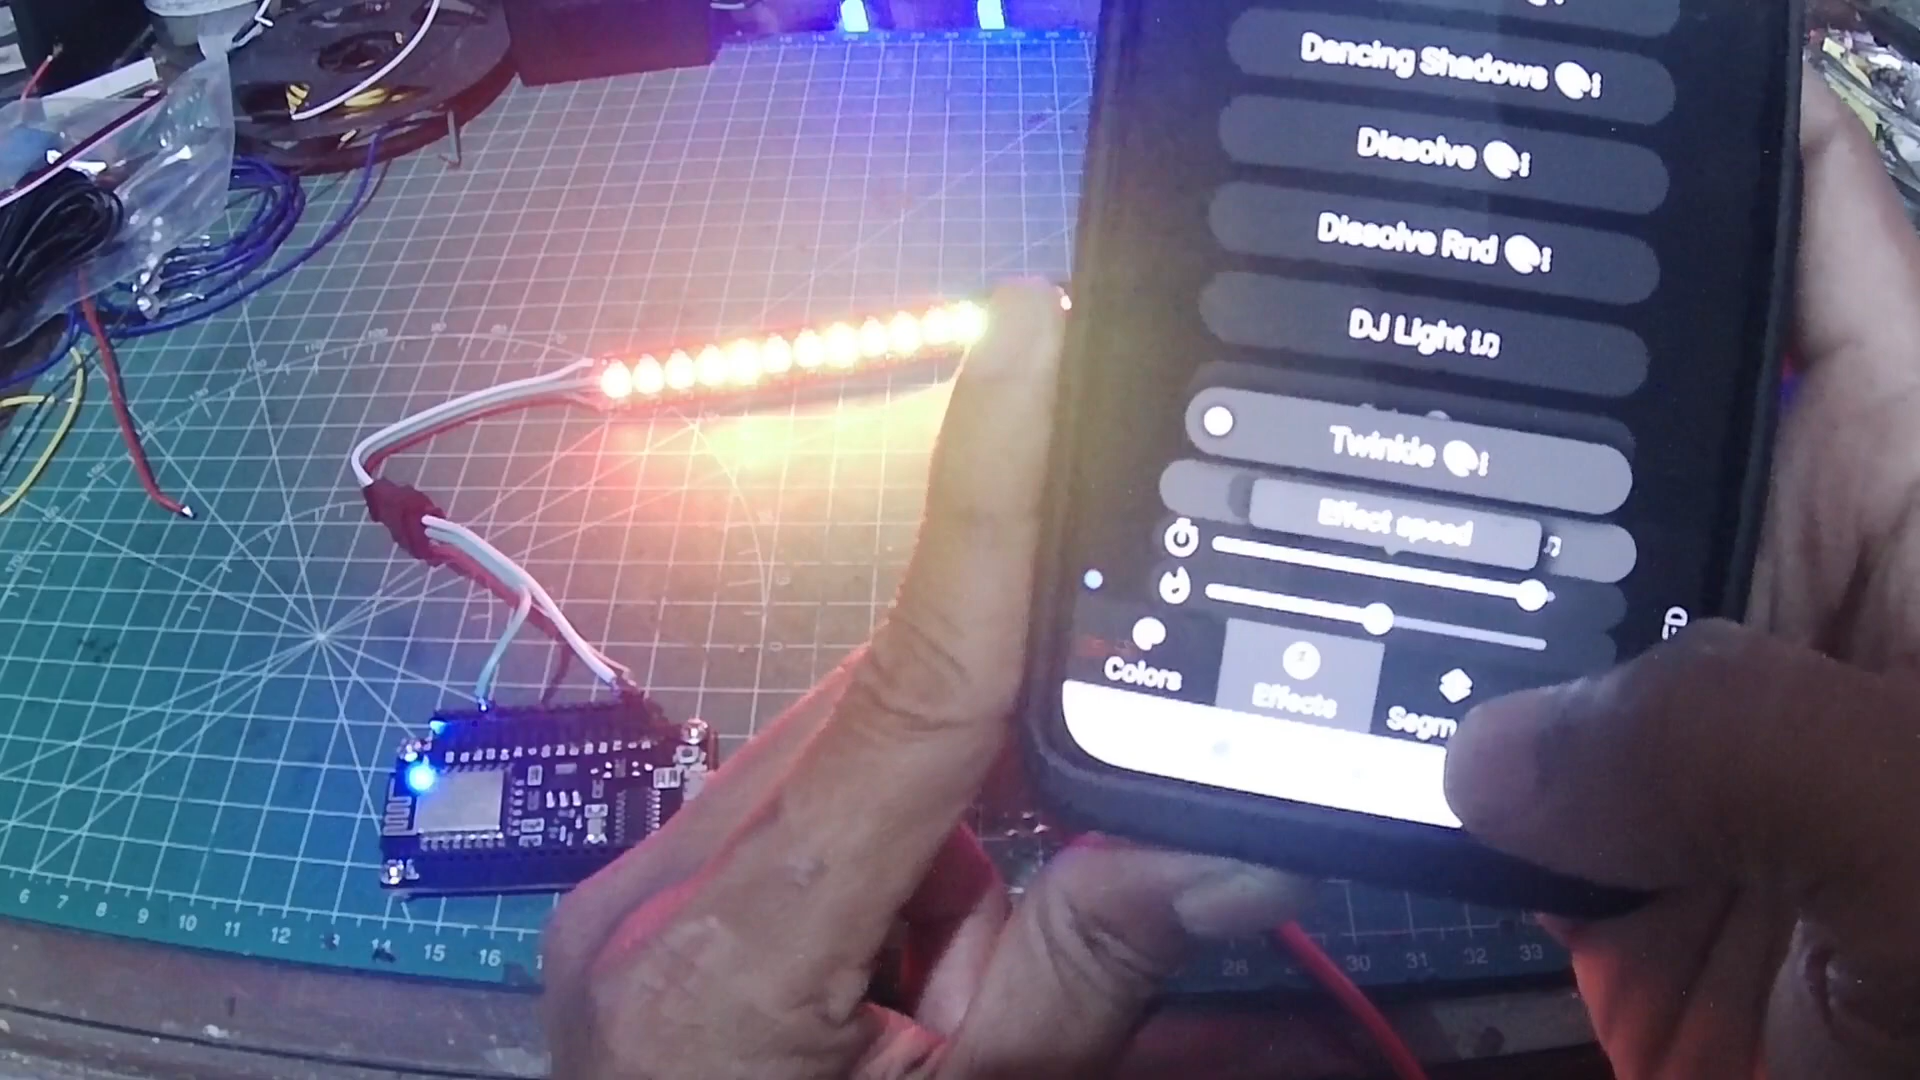 Dancing Shadows
Dissolve
Dissolve Rnd
DJ Light
Twinkle
Effect speed
Colors
Effects
Segm
6 7 8 9 10 11 12 13 14 15 16
28 30 31 32 33